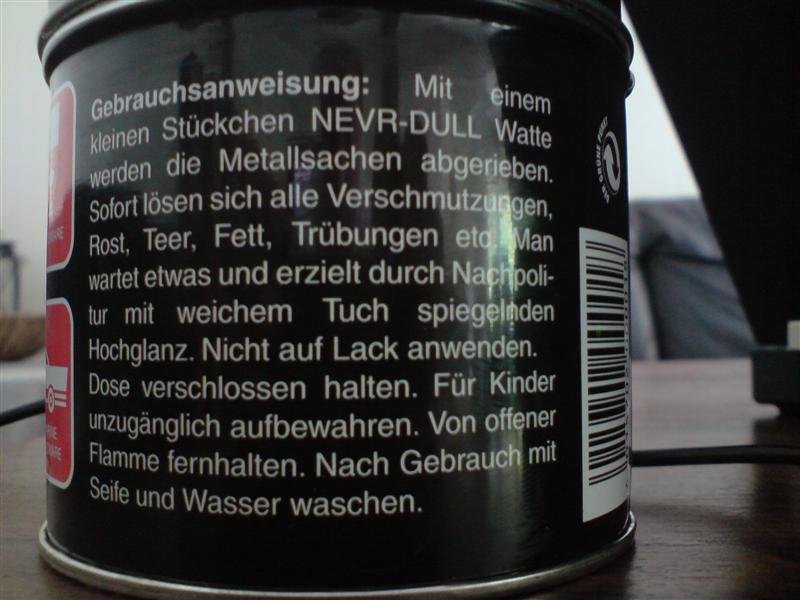 Gebrauchsanweisung: Mit einem
kleinen Stückchen NEVR-DULL Watte
werden die Metallsachen abgerieben.
Sofort lösen sich alle Verschmutzungen,
Rost, Teer, Fett, Trübungen etc. Man
wartet etwas und erzielt durch Nachpoli-
tur mit weichem Tuch spiegelnden
Hochglanz. Nicht auf Lack anwenden.
Dose verschlossen halten. Für Kinder
unzugänglich aufbewahren. Von offener
Flamme fernhalten. Nach Gebrauch mit
Seife und Wasser waschen.
DER GRÜNE PUNKT